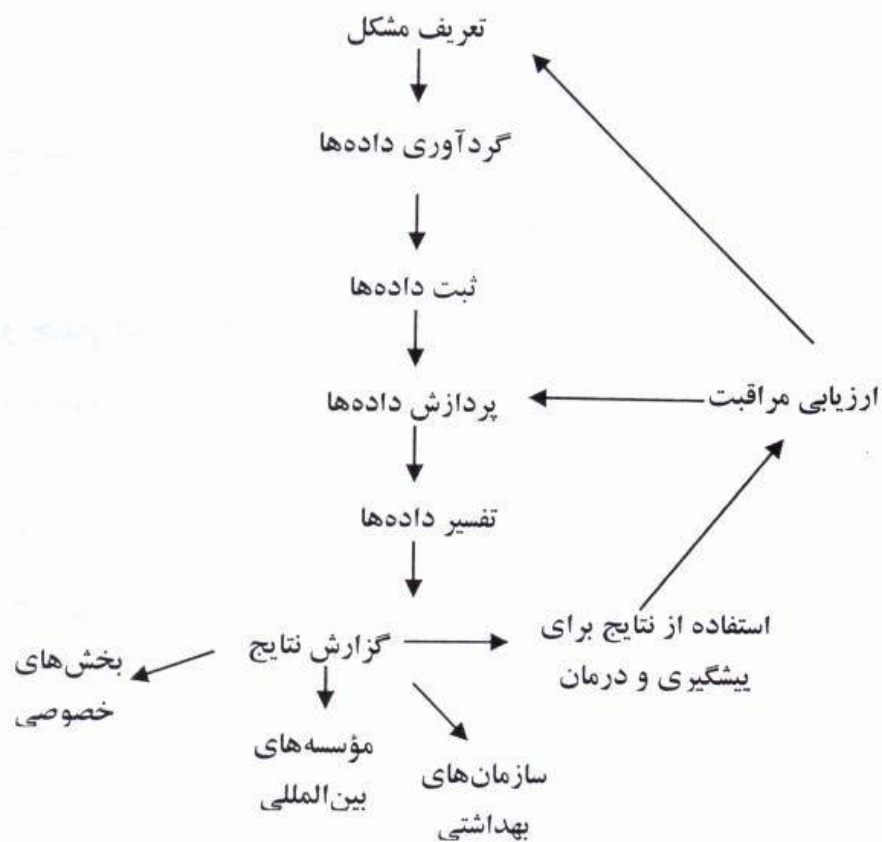 تعریف مشکل
گردآوری داده‌ها
ثبت داده‌ها
پردازش داده‌ها
ارزیابی مراقبت
تفسیر داده‌ها
استفاده از نتایج برای
پیشگیری و درمان
گزارش نتایج
بخش‌های
خصوصی
مؤسسه‌های
بین‌المللی
سازمان‌های
بهداشتی